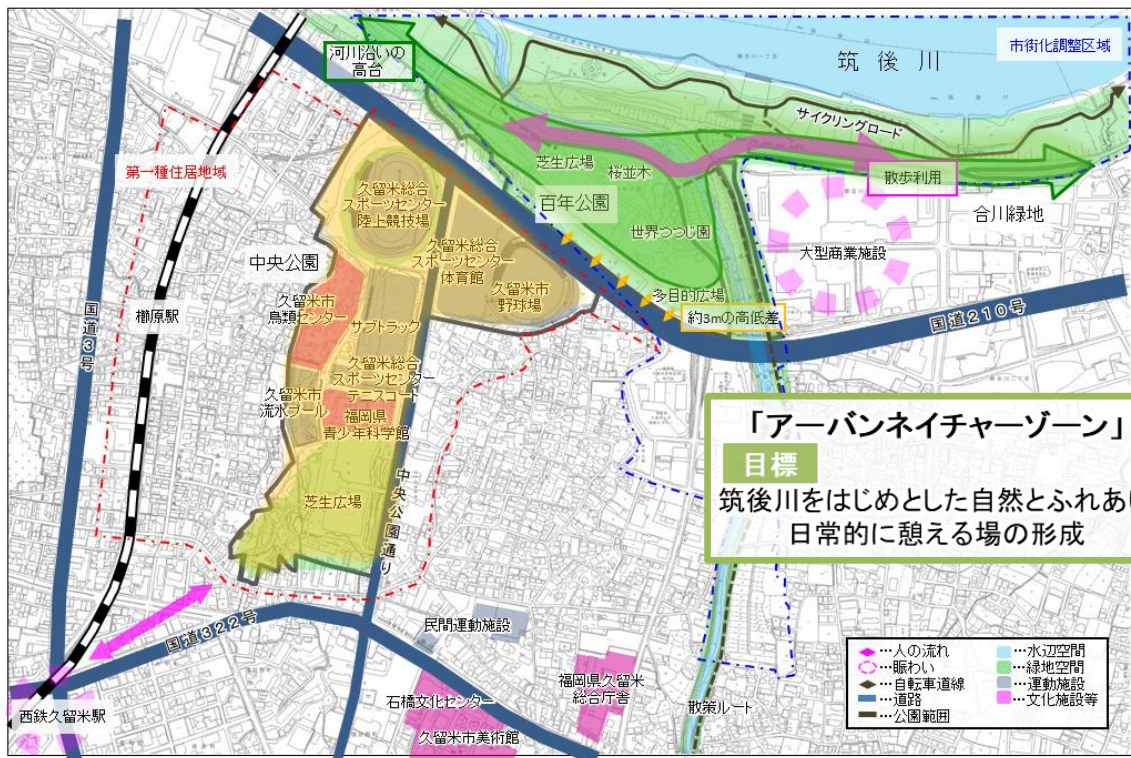 河川沿いの
高台
筑後川
市街化調整区域
サイクリングロード
第一種住居地域
芝生広場
桜並木
散歩利用
久留米総合
スポーツセンター
陸上競技場
百年公園
合川緑地
世界つつじ園
大型商業施設
中央公園
久留米総合
スポーツセンター
体育館
久留米市
野球場
櫛原駅
久留米市
鳥類センター
多目的広場
約3mの高低差
国道3号
サブトラック
国道210号
久留米総合
スポーツセンター
テニスコート
久留米市
流水プール
福岡県
青少年科学館
「アーバンネイチャーゾーン」
目標
筑後川をはじめとした自然とふれあい
日常的に憩える場の形成
芝生広場
中央公園通り
国道322号
民間運動施設
福岡県久留米
総合庁舎
石橋文化センター
久留米市美術館
西鉄久留米駅
散策ルート
…人の流れ
…賑わい
…自転車道線
…道路
…公園範囲
…水辺空間
…緑地空間
…運動施設
…文化施設等